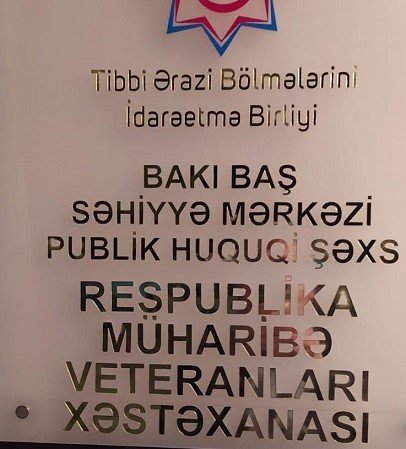 Tibbi Ərazi Bölmələrini
İdarəetmə Birliyi
BAKI BAŞ
SƏHİYYƏ MƏRKƏZİ
PUBLİK HUQUQİ ŞƏXS
RESPUBLİKA
MÜHARİBƏ
VETERANLARI
XƏSTƏXANASI